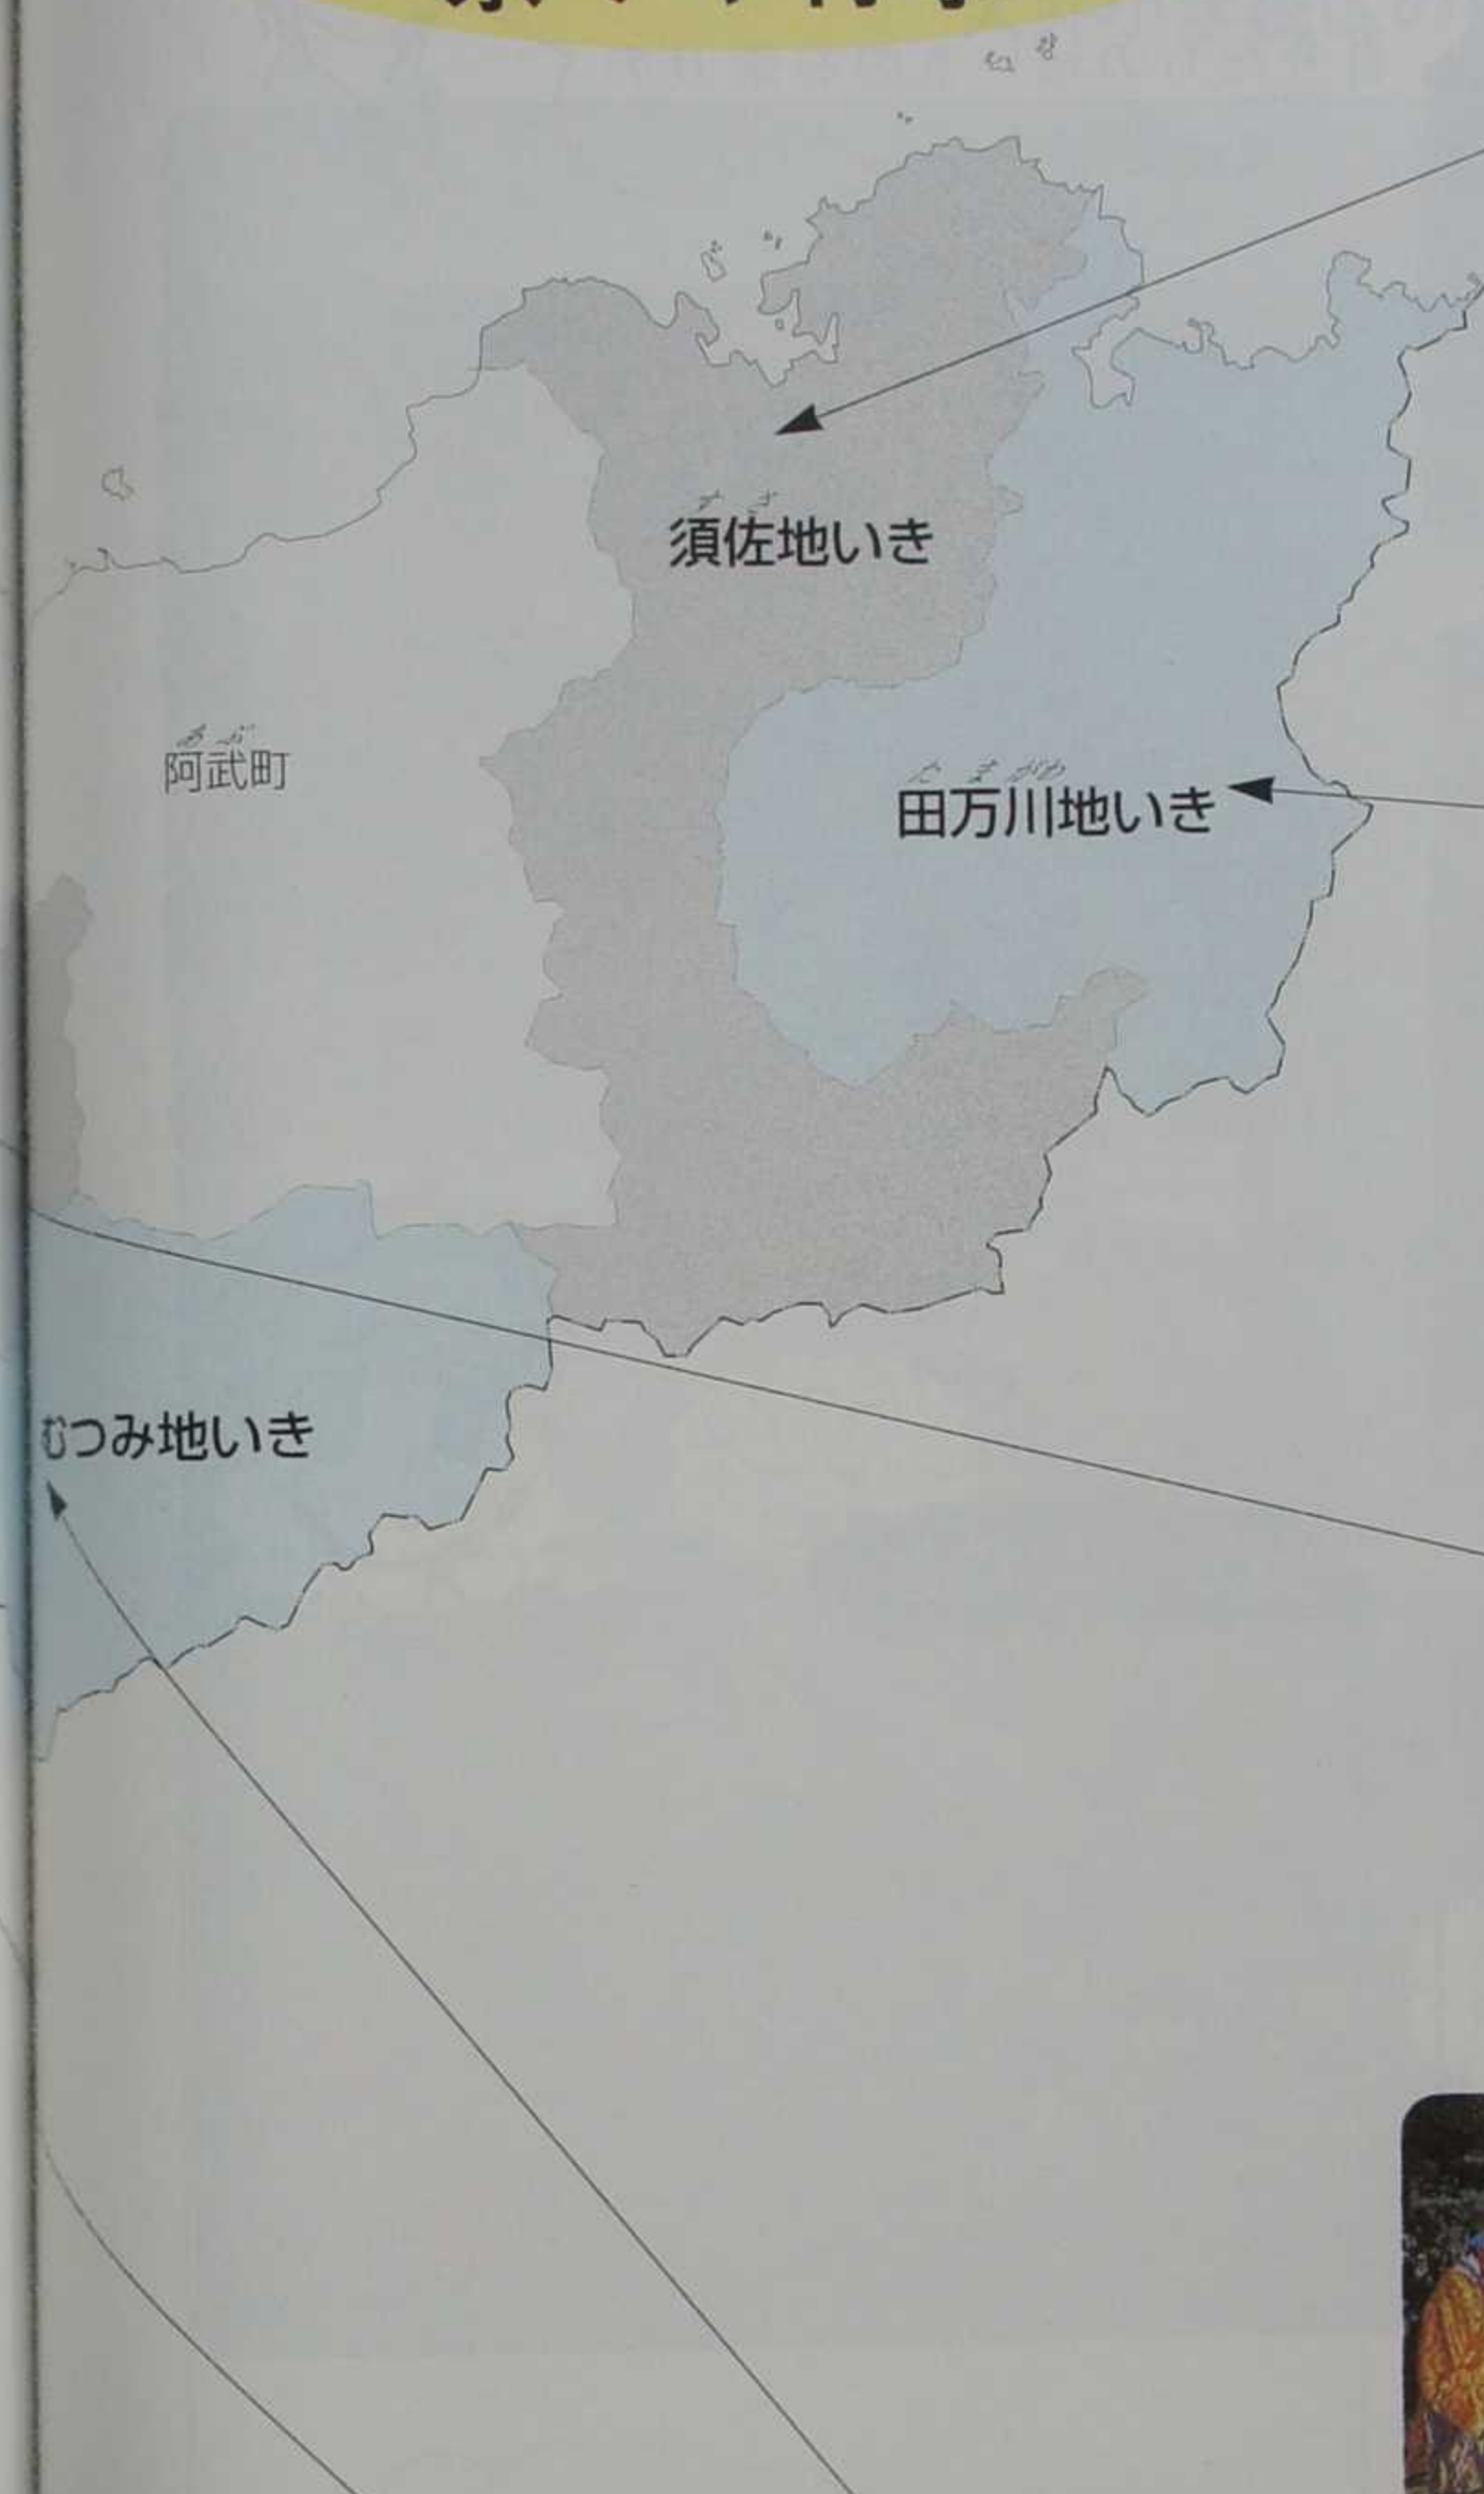 すさ
須佐地いき
あぶ
阿武町
たまがわ
田万川地いき
むつみ地いき